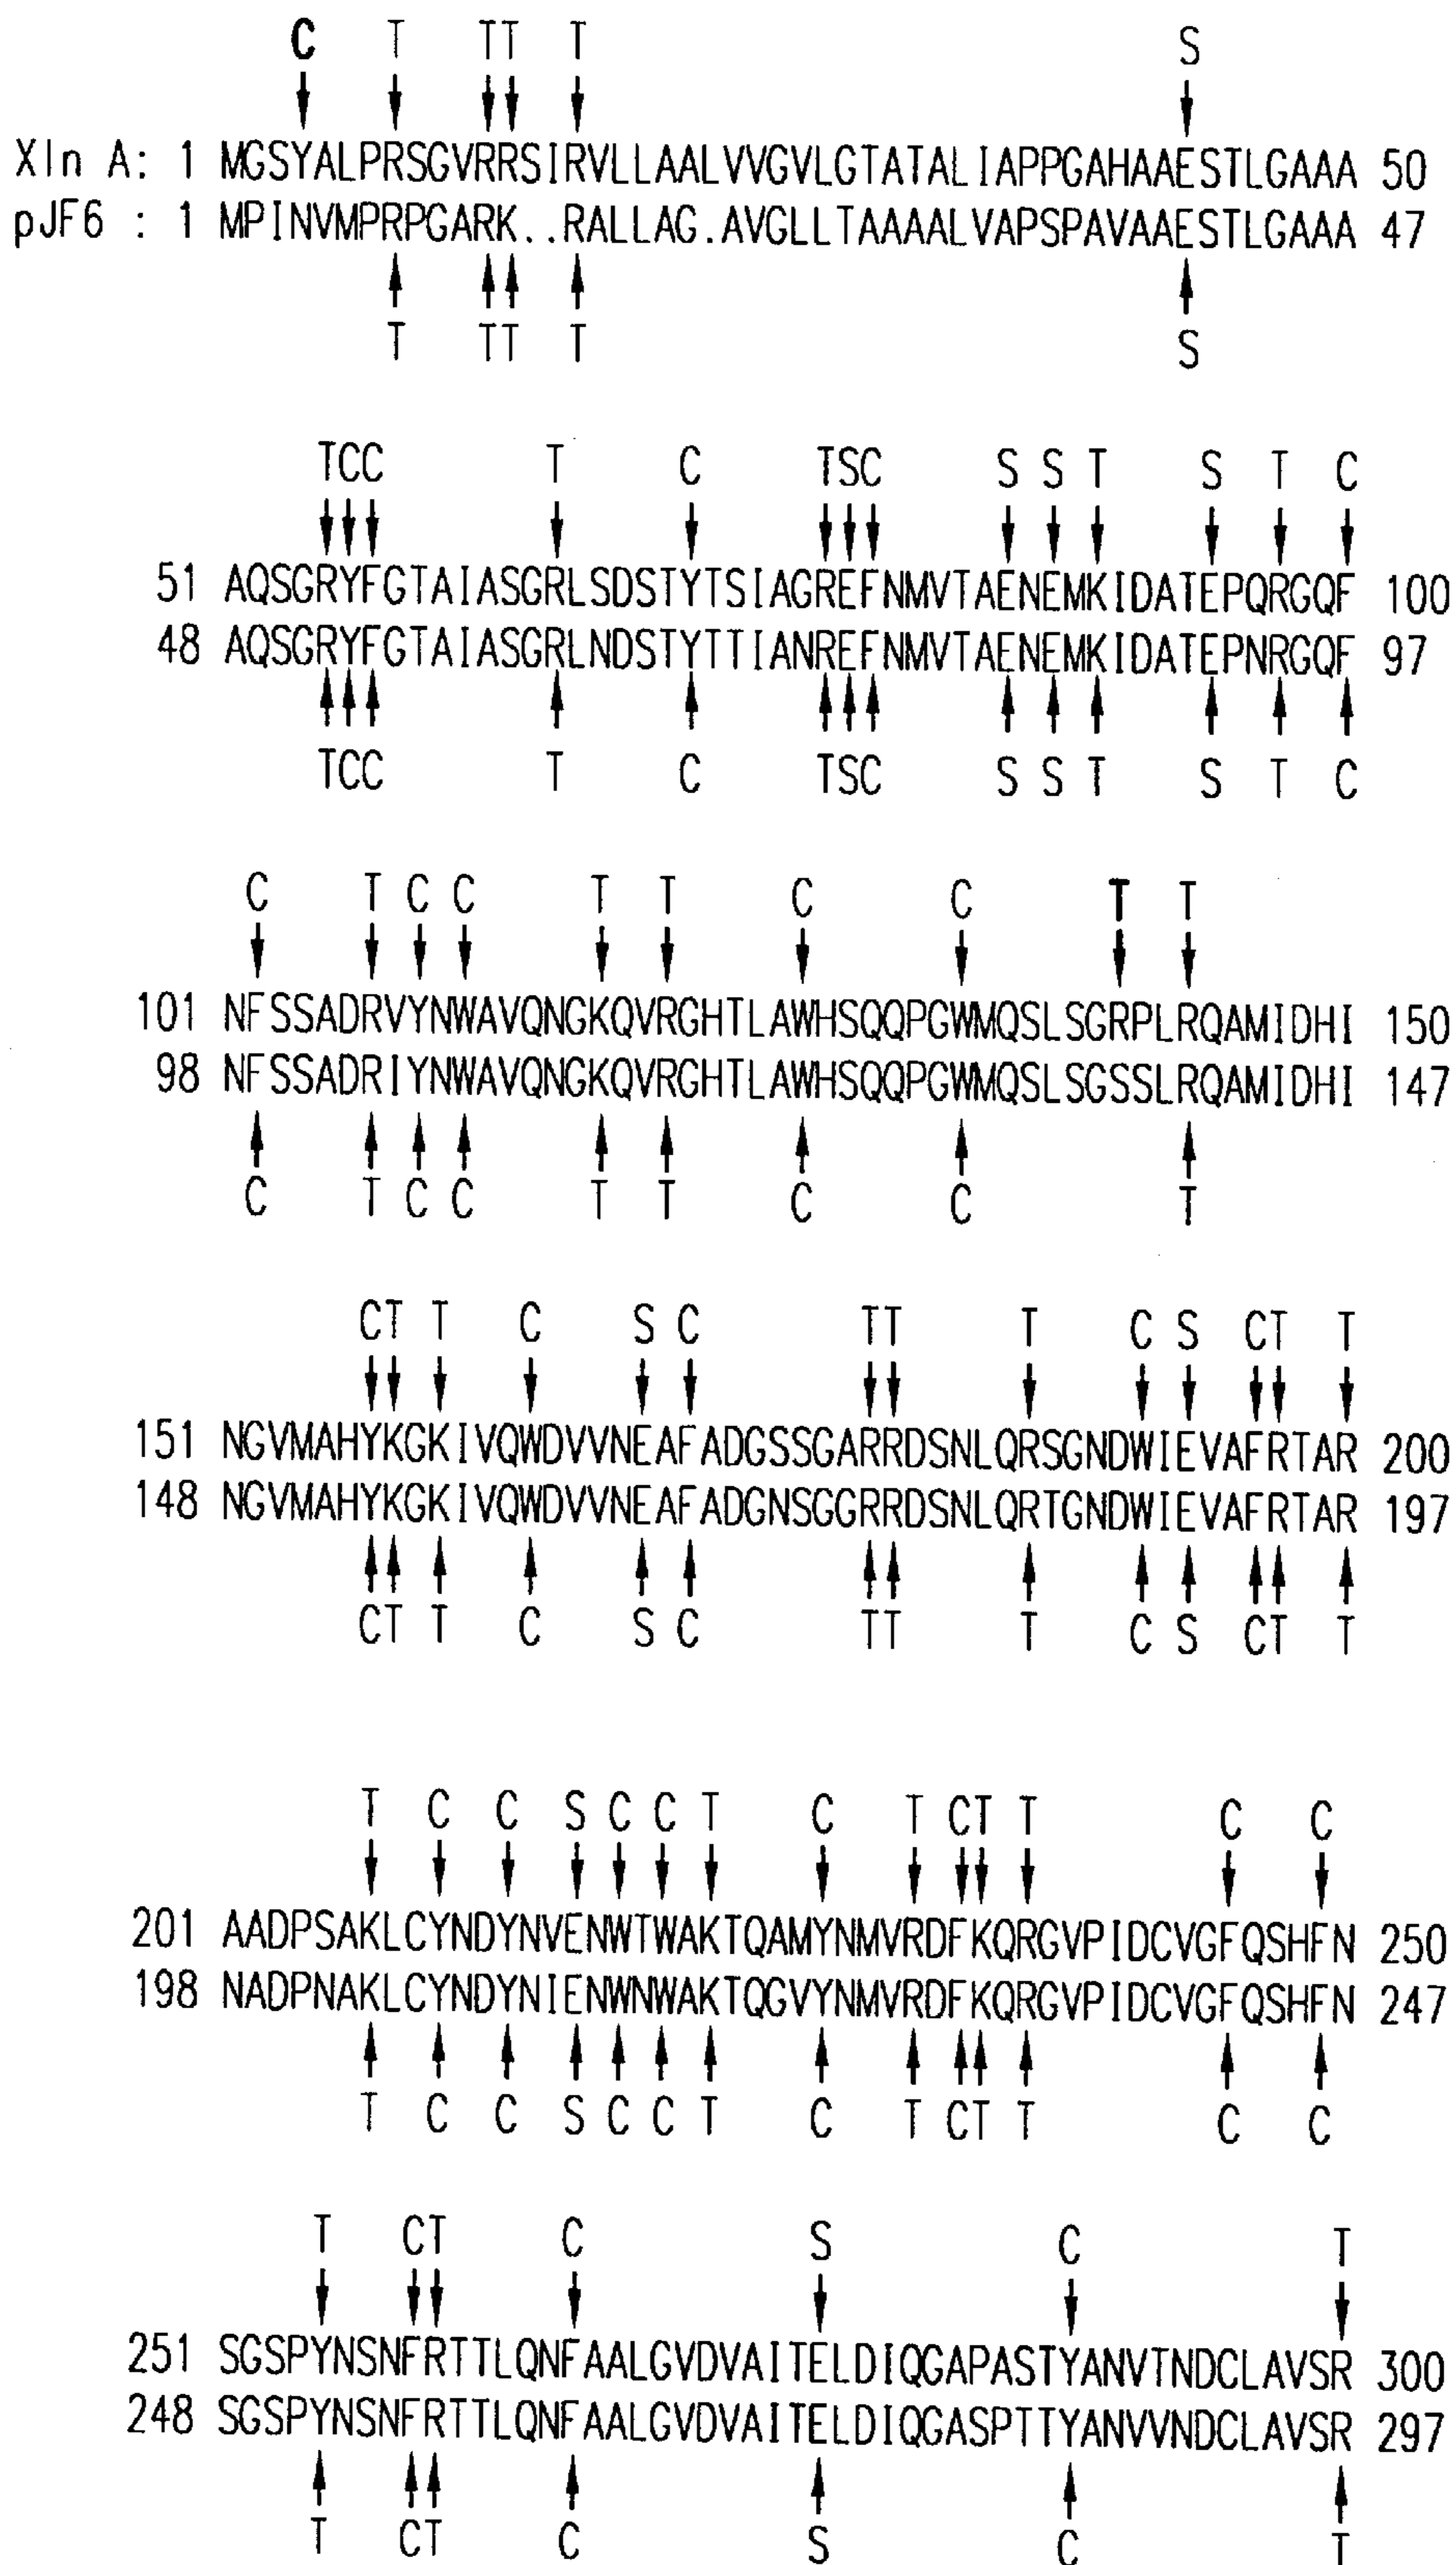 C T TT T S
Xln A: 1 MGSYALPRSGVRRSIRVLLAALVVGVLGTATALIAPPGAHAAESTLGAAA 50
pJF6 : 1 MPINVMPRPGARK..RALLAG.AVGLLTAAAALVAPSPAVAAESTLGAAA 47
T TT T S
TCC T C TSC S S T S T C
51 AQSGRYFGTAIASGRLSDSTYTSIAGREFNMVTAENEMKIDATEPQRGQF 100
48 AQSGRYFGTAIASGRLNDSTYTTIANREFNMVTAENEMKIDATEPNRGQF 97
TCC T C TSC S S T S T C
C T C C T T C C T T
101 NFSSADRVYNWAVQNGKQVRGHTLAWHSQQPGWMQSLSGRPLRQAMIDHI 150
98 NFSSADRIYNWAVQNGKQVRGHTLAWHSQQPGWMQSLSGSSLRQAMIDHI 147
C T C C T T C C T
CT T C S C TT T C S CT T
151 NGVMAHYKGKIVQWDVVNEAFADGSSGARRDSNLQRSGNDWIEVAFRTAR 200
148 NGVMAHYKGKIVQWDVVNEAFADGNSGGRRDSNLQRTGNDWIEVAFRTAR 197
CT T C S C TT T C S CT T
T C C S C C T C T CT T C C
201 AADPSAKLCYNDYNVENWTWAKTQAMYNMVRDFKQRGVPIDCVGFQSHFN 250
198 NADPNAKLCYNDYNIENWNWAKTQGVYNMVRDFKQRGVPIDCVGFQSHFN 247
T C C S C C T C T CT T C C
T CT C S C T
251 SGSPYNSNFRTTLQNFAALGVDVAITELDIQGAPASTYANVTNDCLAVSR 300
248 SGSPYNSNFRTTLQNFAALGVDVAITELDIQGASPTTYANVVNDCLAVSR 297
T CT C S C T